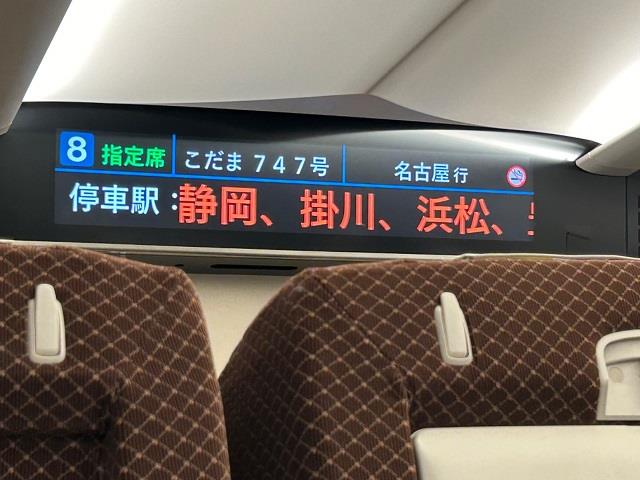 8 指定席 こだま 747号 名古屋 行
停車駅：静岡、掛川、浜松、